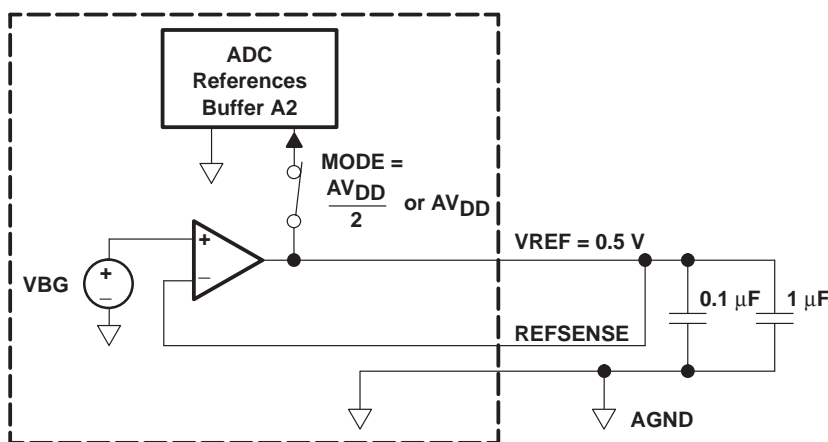 ADC
References
Buffer A2
MODE =
AVDD
2
or AVDD
+
−
VREF = 0.5 V
VBG
+
−
0.1 μF
1 μF
REFSENSE
AGND